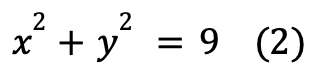 x² + y² = 9 (2)